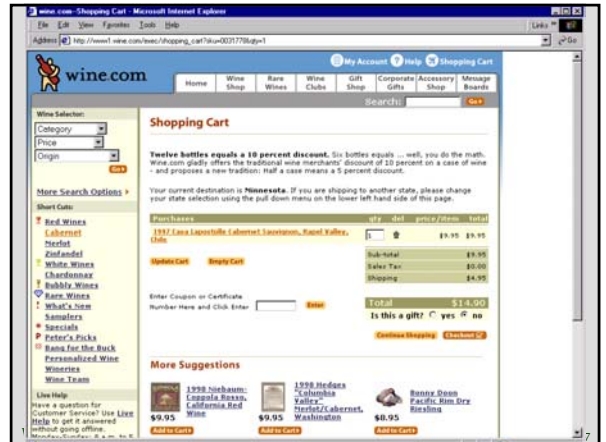 wine.com-Shopping Cart - Microsoft Internet Explorer
File Edit View Favorites Tools Help
Links
Address http://www1.wine.com/exec/shopping_cart?sku=0031779&qty=1
Go
My Account Help Shopping Cart
wine.com
Home
Wine Shop
Rare Wines
Wine Clubs
Gift Shop
Corporate Gifts
Accessory Shop
Message Boards
Search:
Go
Wine Selector:
Category
Price
Origin
Go
More Search Options
Short Cuts:
Red Wines
Cabernet
Merlot
Zinfandel
White Wines
Chardonnay
Bubbly Wines
Rare Wines
What's New
Samplers
Specials
Peter's Picks
Bang for the Buck
Personalized Wine
Wineries
Wine Team
Live Help
Have a question for
Customer Service? Use Live
Help to get it answered
without going offline.
Monday-Sunday: 8 a.m. to 5
Shopping Cart
Twelve bottles equals a 10 percent discount. Six bottles equals ... well, you do the math.
Wine.com gladly offers the traditional wine merchants' discount of 10 percent on a case of wine
- and proposes a new tradition: Half a case means a 5 percent discount.
Your current destination is Minnesota. If you are shipping to another state, please change
your state selection using the pull down menu on the lower left hand side of this page.
Purchases qty del price/item total
1997 Casa Lapostolle Cabernet Sauvignon, Rapel Valley, $9.95 $9.95
Chile
Update Cart Empty Cart
Sub-total $9.95
Sales Tax $0.00
Shipping $4.95
Enter Coupon or Certificate
Number Here and Click Enter
Enter
Total $14.90
Is this a gift? yes no
Continue Shopping Checkout
More Suggestions
1998 Niebaum-
Coppola Rosso,
California Red
Wine
$9.95
Add to Cart
1998 Hedges
"Columbia
Valley"
Merlot/Cabernet,
Washington
$9.95
Add to Cart
Bonny Doon
Pacific Rim Dry
Riesling
$8.95
Add to Cart
7